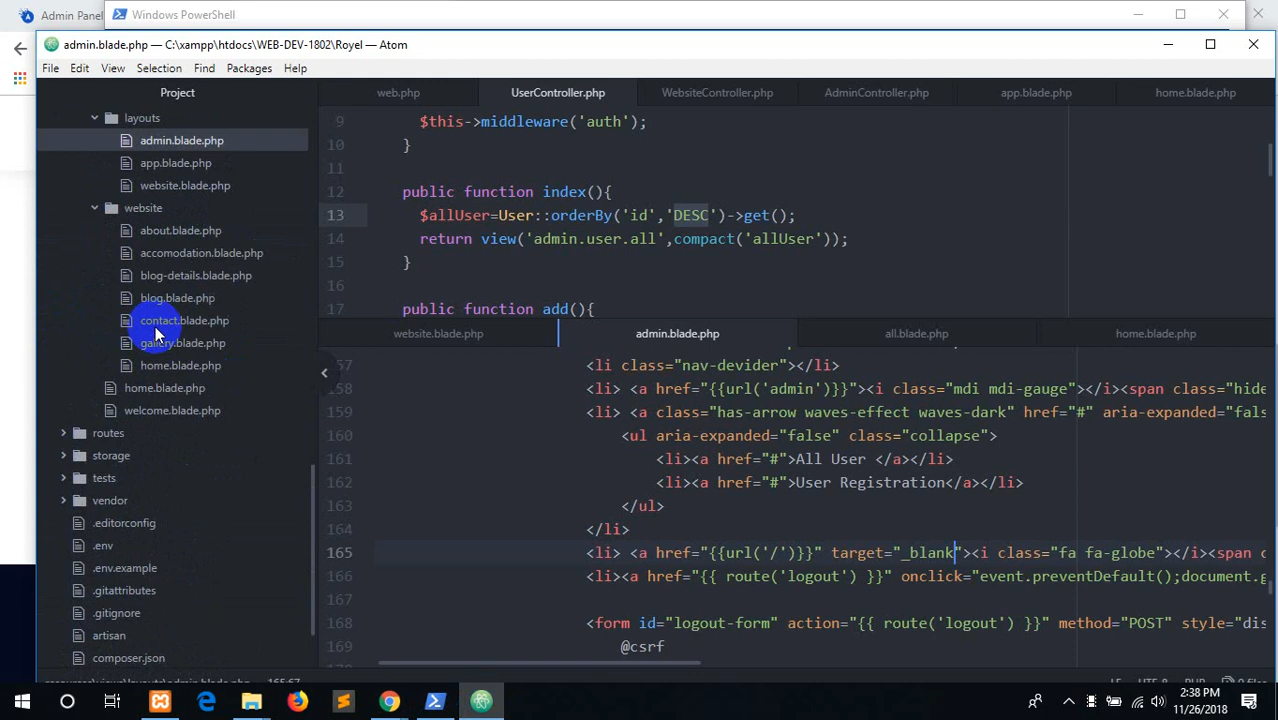 Admin Panel
Windows PowerShell
admin.blade.php — C:\xampp\htdocs\WEB-DEV-1802\Royel — Atom
File Edit View Selection Find Packages Help
Project
layouts
admin.blade.php
app.blade.php
website.blade.php
website
about.blade.php
accomodation.blade.php
blog-details.blade.php
blog.blade.php
contact.blade.php
gallery.blade.php
home.blade.php
home.blade.php
welcome.blade.php
routes
storage
tests
vendor
.editorconfig
.env
.env.example
.gitattributes
.gitignore
artisan
composer.json
web.php UserController.php WebsiteController.php AdminController.php app.blade.php home.blade.php
9 $this->middleware('auth');
10 }
11
12 public function index(){
13 $allUser=User::orderBy('id','DESC')->get();
14 return view('admin.user.all',compact('allUser'));
15 }
16
17 public function add(){
website.blade.php admin.blade.php all.blade.php home.blade.php
157 <li class="nav-devider"></li>
158 <li> <a href="{{url('admin')}}"><i class="mdi mdi-gauge"></i><span class="hide
159 <li> <a class="has-arrow waves-effect waves-dark" href="#" aria-expanded="fals
160 <ul aria-expanded="false" class="collapse">
161 <li><a href="#">All User </a></li>
162 <li><a href="#">User Registration</a></li>
163 </ul>
164 </li>
165 <li> <a href="{{url('/')}}" target="_blank"><i class="fa fa-globe"></i><span c
166 <li><a href="{{ route('logout') }}" onclick="event.preventDefault();document.g
168 <form id="logout-form" action="{{ route('logout') }}" method="POST" style="dis
169 @csrf
165:67
2:38 PM
11/26/2018